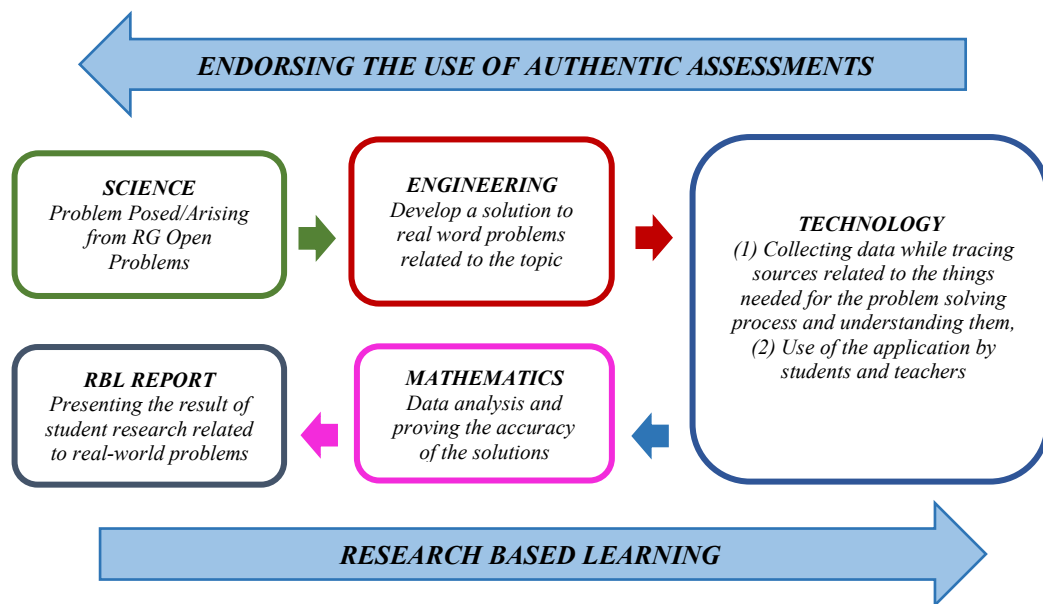 ENDORSING THE USE OF AUTHENTIC ASSESSMENTS
SCIENCE
Problem Posed/Arising
from RG Open
Problems
ENGINEERING
Develop a solution to
real word problems
related to the topic
TECHNOLOGY
(1) Collecting data while tracing
sources related to the things
needed for the problem solving
process and understanding them,
(2) Use of the application by
students and teachers
RBL REPORT
Presenting the result of
student research related
to real-world problems
MATHEMATICS
Data analysis and
proving the accuracy
of the solutions
RESEARCH BASED LEARNING